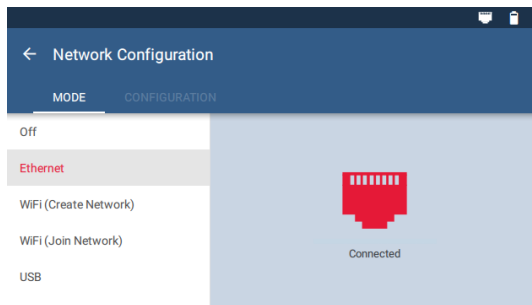 Network Configuration
MODE CONFIGURATION
Off
Ethernet
WiFi (Create Network)
WiFi (Join Network)
Connected
USB